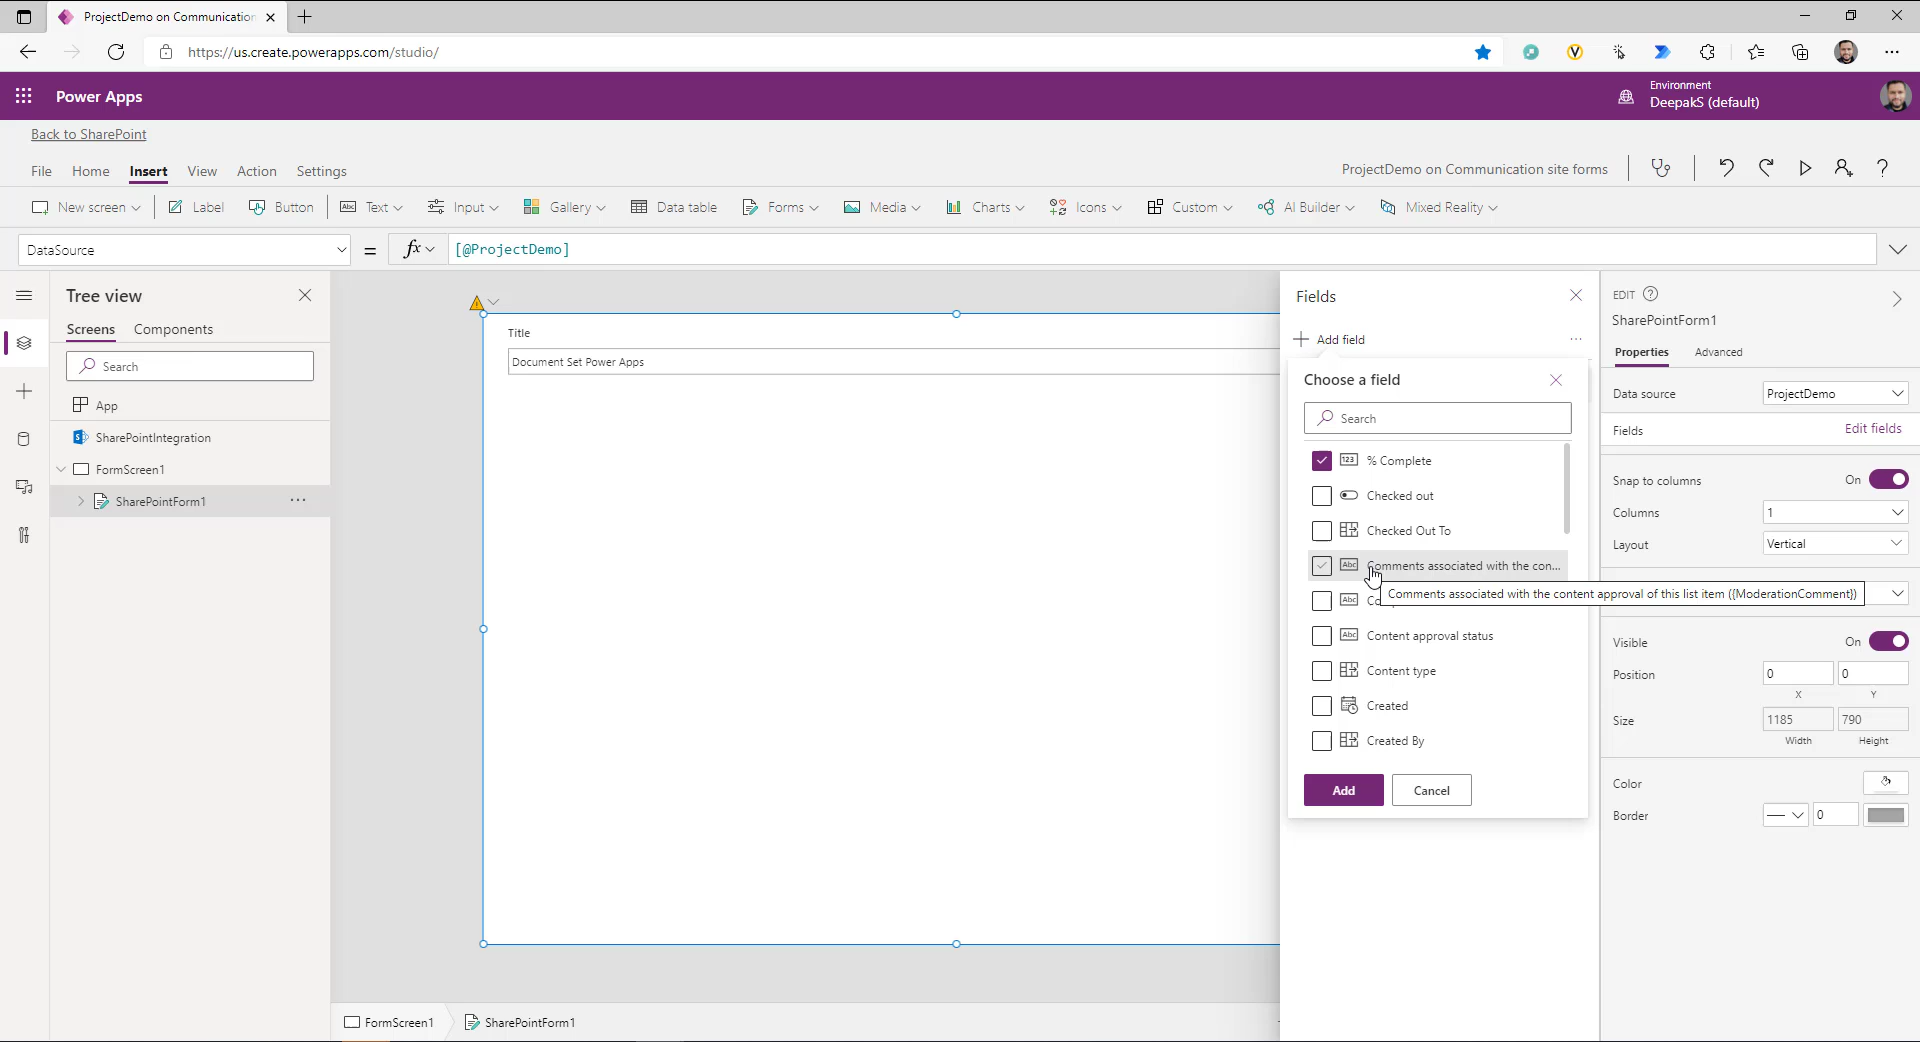 ProjectDemo on Communication
https://us.create.powerapps.com/studio/
Power Apps
Environment
DeepakS (default)
Back to SharePoint
File Home Insert View Action Settings
ProjectDemo on Communication site forms
New screen Label Button Text Input Gallery Data table Forms Media Charts Icons Custom AI Builder Mixed Reality
DataSource = fx [@ProjectDemo]
Tree view
Screens Components
Search
App
SharePointIntegration
FormScreen1
SharePointForm1
Title
Document Set Power Apps
FormScreen1 SharePointForm1
Fields
Add field
Choose a field
Search
123 % Complete
Checked out
Checked Out To
Abc Comments associated with the con...
Comments associated with the content approval of this list item ({ModerationComment})
Abc
Abc Content approval status
Content type
Created
Created By
Add Cancel
EDIT
SharePointForm1
Properties Advanced
Data source ProjectDemo
Fields Edit fields
Snap to columns On
Columns 1
Layout Vertical
Visible On
Position 0 0
X Y
Size 1185 790
Width Height
Color
Border 0